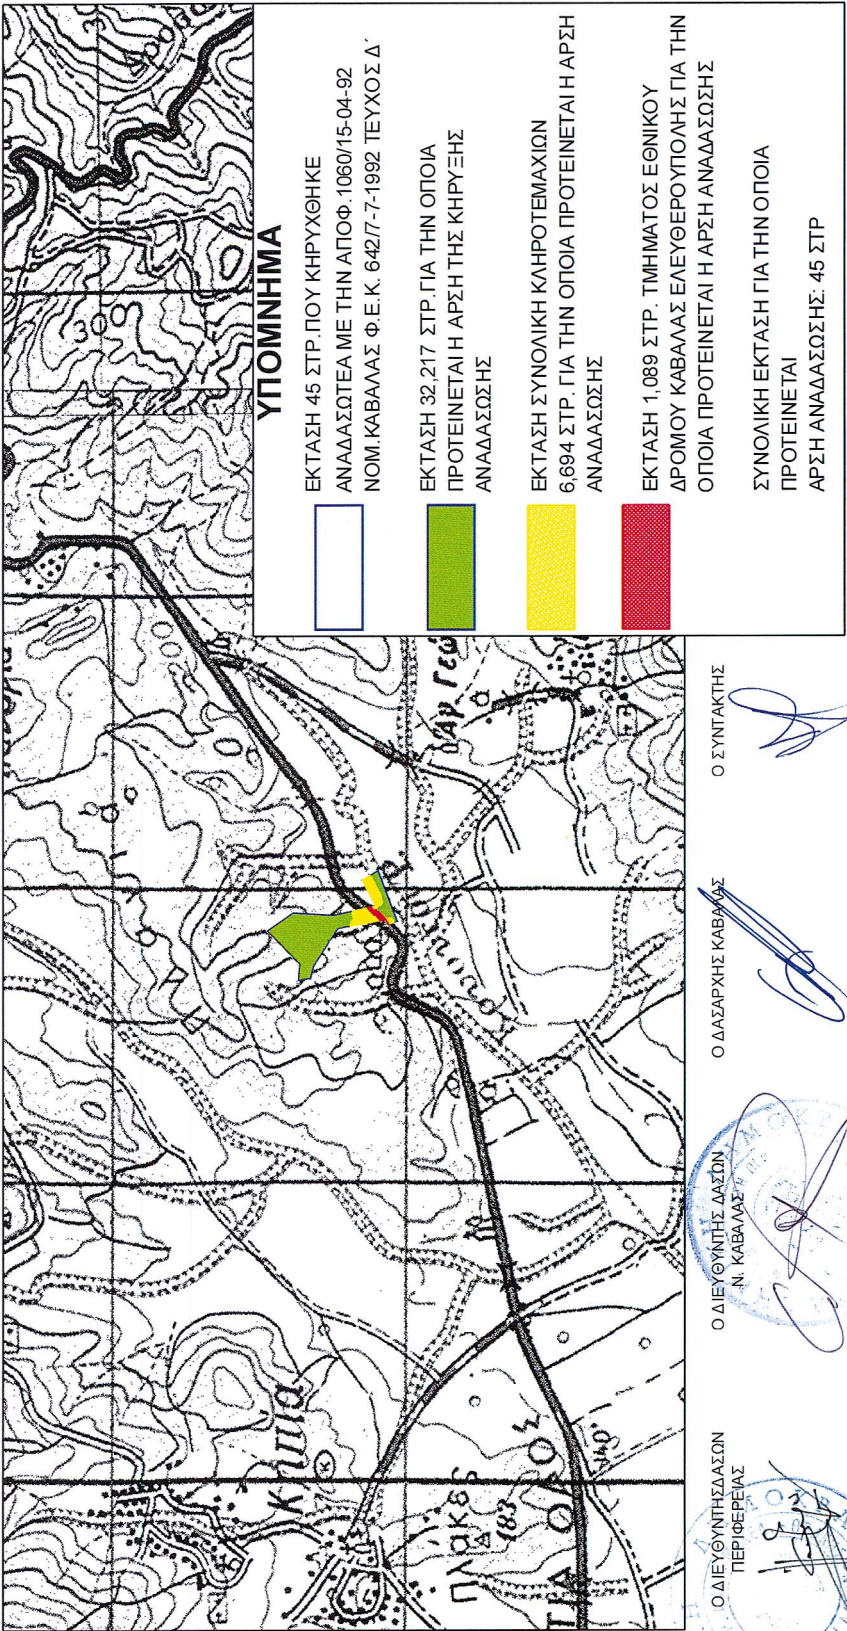 ΥΠΟΜΝΗΜΑ
ΕΚΤΑΣΗ 45 ΣΤΡ.ΠΟΥ ΚΗΡΥΧΘΗΚΕ
ΑΝΑΔΑΣΩΤΕΑ ΜΕ ΤΗΝ ΑΠΟΦ.1060/15-04-92
ΝΟΜ.ΚΑΒΑΛΑΣ Φ.Ε.Κ. 642/7-7-1992 ΤΕΥΧΟΣ Δ΄
ΕΚΤΑΣΗ 32,217 ΣΤΡ.ΓΙΑ ΤΗΝ ΟΠΟΙΑ
ΠΡΟΤΕΙΝΕΤΑΙ Η ΑΡΣΗ ΤΗΣ ΚΗΡΥΞΗΣ
ΑΝΑΔΑΣΩΣΗΣ
ΕΚΤΑΣΗ ΣΥΝΟΛΙΚΗ ΚΛΗΡΟΤΕΜΑΧΙΩΝ
6,694 ΣΤΡ. ΓΙΑ ΤΗΝ ΟΠΟΙΑ ΠΡΟΤΕΙΝΕΤΑΙ Η ΑΡΣΗ
ΑΝΑΔΑΣΩΣΗΣ
ΕΚΤΑΣΗ 1,089 ΣΤΡ. ΤΜΗΜΑΤΟΣ ΕΘΝΙΚΟΥ
ΔΡΟΜΟΥ ΚΑΒΑΛΑΣ ΕΛΕΥΘΕΡΟΥΠΟΛΗΣ ΓΙΑ ΤΗΝ
ΟΠΟΙΑ ΠΡΟΤΕΙΝΕΤΑΙ Η ΑΡΣΗ ΑΝΑΔΑΣΩΣΗΣ
ΣΥΝΟΛΙΚΗ ΕΚΤΑΣΗ ΓΙΑ ΤΗΝ ΟΠΟΙΑ
ΠΡΟΤΕΙΝΕΤΑΙ
ΑΡΣΗ ΑΝΑΔΑΣΩΣΗΣ: 45 ΣΤΡ
300
Κηπιά
Πλάκες
183
ΟΔΟΣ
Ο ΔΙΕΥΘΥΝΤΗΣΔΑΣΩΝ
ΠΕΡΙΦΕΡΕΙΑΣ
Ο ΔΙΕΥΘΥΝΤΗΣ ΔΑΣΩΝ
Ν. ΚΑΒΑΛΑΣ
Ο ΔΑΣΑΡΧΗΣ ΚΑΒΑΛΑΣ
Ο ΣΥΝΤΑΚΤΗΣ